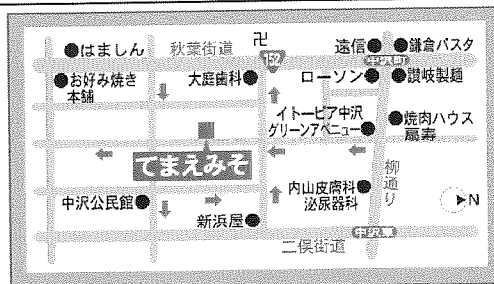 はましん
秋葉街道
卍
遠信
鎌倉パスタ
152
中沢町
お好み焼き
本舗
大庭歯科
ローソン
讃岐製麺
イトーピア中沢
グリーンアベニュー
焼肉ハウス
扇寿
てまえみそ
柳通り
中沢公民館
内山皮膚科
泌尿器科
N
新浜屋
中沢東
二俣街道